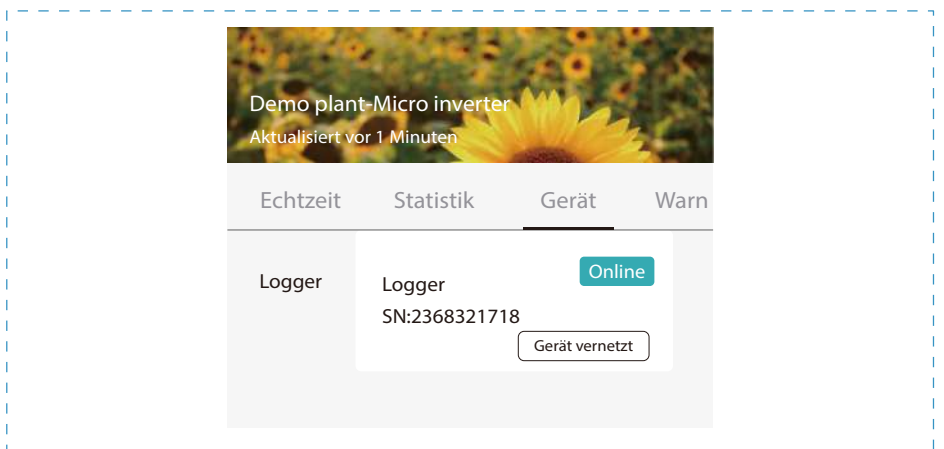 Demo plant-Micro inverter
Aktualisiert vor 1 Minuten
Echtzeit Statistik Gerät Warn
Logger
Logger
Online
SN:2368321718
Gerät vernetzt